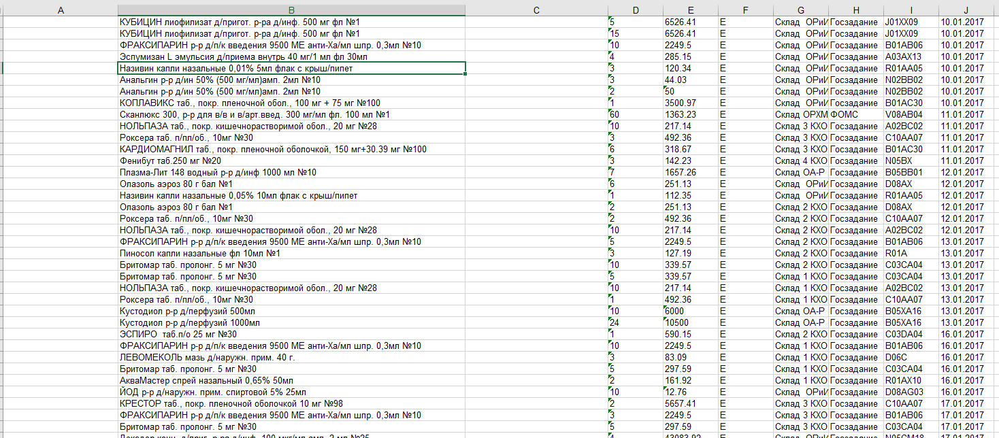 A B C D E F G H I J
КУБИЦИН лиофилизат д/пригот. р-ра д/инф. 500 мг фл №1 5 6526.41 E Склад ОРиИ Госзадание J01XX09 10.01.2017
КУБИЦИН лиофилизат д/пригот. р-ра д/инф. 500 мг фл №1 15 6526.41 E Склад ОРиИ Госзадание J01XX09 10.01.2017
ФРАКСИПАРИН р-р д/п/к введения 9500 МЕ анти-Ха/мл шпр. 0,3мл №10 10 2249.5 E Склад ОРиИ Госзадание B01AB06 10.01.2017
Эспумизан L эмульсия д/приема внутрь 40 мг/1 мл фл 30мл 4 285.15 E Склад ОРиИ Госзадание A03AX13 10.01.2017
Називин капли назальные 0,01% 5мл флак с крыш/пипет 3 120.34 E Склад ОРиИ Госзадание R01AA05 10.01.2017
Анальгин р-р д/ин 50% (500 мг/мл)амп. 2мл №10 3 44.03 E Склад ОРиИ Госзадание N02BB02 10.01.2017
Анальгин р-р д/ин 50% (500 мг/мл)амп. 2мл №10 2 50 E Склад ОРиИ Госзадание N02BB02 10.01.2017
КОПЛАВИКС таб., покр. пленочной обол., 100 мг + 75 мг №100 1 3500.97 E Склад ОРиИ Госзадание B01AC30 10.01.2017
Сканлюкс 300, р-р для в/в и в/арт.введ. 300 мг/мл фл. 100 мл №1 60 1363.23 E Склад ОРХМ ФОМС V08AB04 11.01.2017
НОЛЬПАЗА таб., покр. кишечнорастворимой обол., 20 мг №28 10 217.14 E Склад 3 КХО Госзадание A02BC02 11.01.2017
Роксера таб. п/пл/об., 10мг №30 3 492.36 E Склад 3 КХО Госзадание C10AA07 11.01.2017
КАРДИОМАГНИЛ таб., покр. пленочной оболочкой, 150 мг+30.39 мг №100 6 318.67 E Склад 3 КХО Госзадание B01AC30 11.01.2017
Фенибут таб.250 мг №20 3 142.23 E Склад 4 КХО Госзадание N05BX 11.01.2017
Плазма-Лит 148 водный р-р д/инф 1000 мл №10 7 1657.26 E Склад ОА-Р Госзадание B05BB01 12.01.2017
Олазоль аэроз 80 г бал №1 6 251.13 E Склад ОРиИ Госзадание D08AX 12.01.2017
Називин капли назальные 0,05% 10мл флак с крыш/пипет 1 112.35 E Склад ОРиИ Госзадание R01AA05 12.01.2017
Олазоль аэроз 80 г бал №1 2 251.13 E Склад 2 КХО Госзадание D08AX 12.01.2017
Роксера таб. п/пл/об., 10мг №30 2 492.36 E Склад 2 КХО Госзадание C10AA07 12.01.2017
НОЛЬПАЗА таб., покр. кишечнорастворимой обол., 20 мг №28 10 217.14 E Склад 2 КХО Госзадание A02BC02 12.01.2017
ФРАКСИПАРИН р-р д/п/к введения 9500 МЕ анти-Ха/мл шпр. 0,3мл №10 5 2249.5 E Склад 2 КХО Госзадание B01AB06 13.01.2017
Пиносол капли назальные фл 10мл №1 3 127.19 E Склад 2 КХО Госзадание R01A 13.01.2017
Бритомар таб. пролонг. 5 мг №30 10 339.57 E Склад 2 КХО Госзадание C03CA04 13.01.2017
Бритомар таб. пролонг. 5 мг №30 5 339.57 E Склад 1 КХО Госзадание C03CA04 13.01.2017
НОЛЬПАЗА таб., покр. кишечнорастворимой обол., 20 мг №28 10 217.14 E Склад 1 КХО Госзадание A02BC02 13.01.2017
Роксера таб. п/пл/об., 10мг №30 1 492.36 E Склад 1 КХО Госзадание C10AA07 13.01.2017
Кустодиол р-р д/перфузий 500мл 10 6000 E Склад ОА-Р Госзадание B05XA16 13.01.2017
Кустодиол р-р д/перфузий 1000мл 24 10500 E Склад ОА-Р Госзадание B05XA16 13.01.2017
ЭСПИРО таб.п/о 25 мг №30 1 590.15 E Склад 2 КХО Госзадание C03DA04 16.01.2017
ФРАКСИПАРИН р-р д/п/к введения 9500 МЕ анти-Ха/мл шпр. 0,3мл №10 10 2249.5 E Склад 1 КХО Госзадание B01AB06 16.01.2017
ЛЕВОМЕКОЛЬ мазь д/наружн. прим. 40 г. 3 83.09 E Склад 1 КХО Госзадание D06C 16.01.2017
Бритомар таб. пролонг. 5 мг №30 5 297.59 E Склад 1 КХО Госзадание C03CA04 16.01.2017
АкваМастер спрей назальный 0,65% 50мл 2 161.92 E Склад 1 КХО Госзадание R01AX10 16.01.2017
ЙОД р-р д/наружн. прим. спиртовой 5% 25мл 10 12.76 E Склад ОРиИ Госзадание D08AG03 16.01.2017
КРЕСТОР таб., покр. пленочной оболочкой 10 мг №98 2 5657.41 E Склад 3 КХО Госзадание C10AA07 17.01.2017
ФРАКСИПАРИН р-р д/п/к введения 9500 МЕ анти-Ха/мл шпр. 0,3мл №10 3 2249.5 E Склад 3 КХО Госзадание B01AB06 17.01.2017
Бритомар таб. пролонг. 5 мг №30 5 297.59 E Склад 3 КХО Госзадание C03CA04 17.01.2017